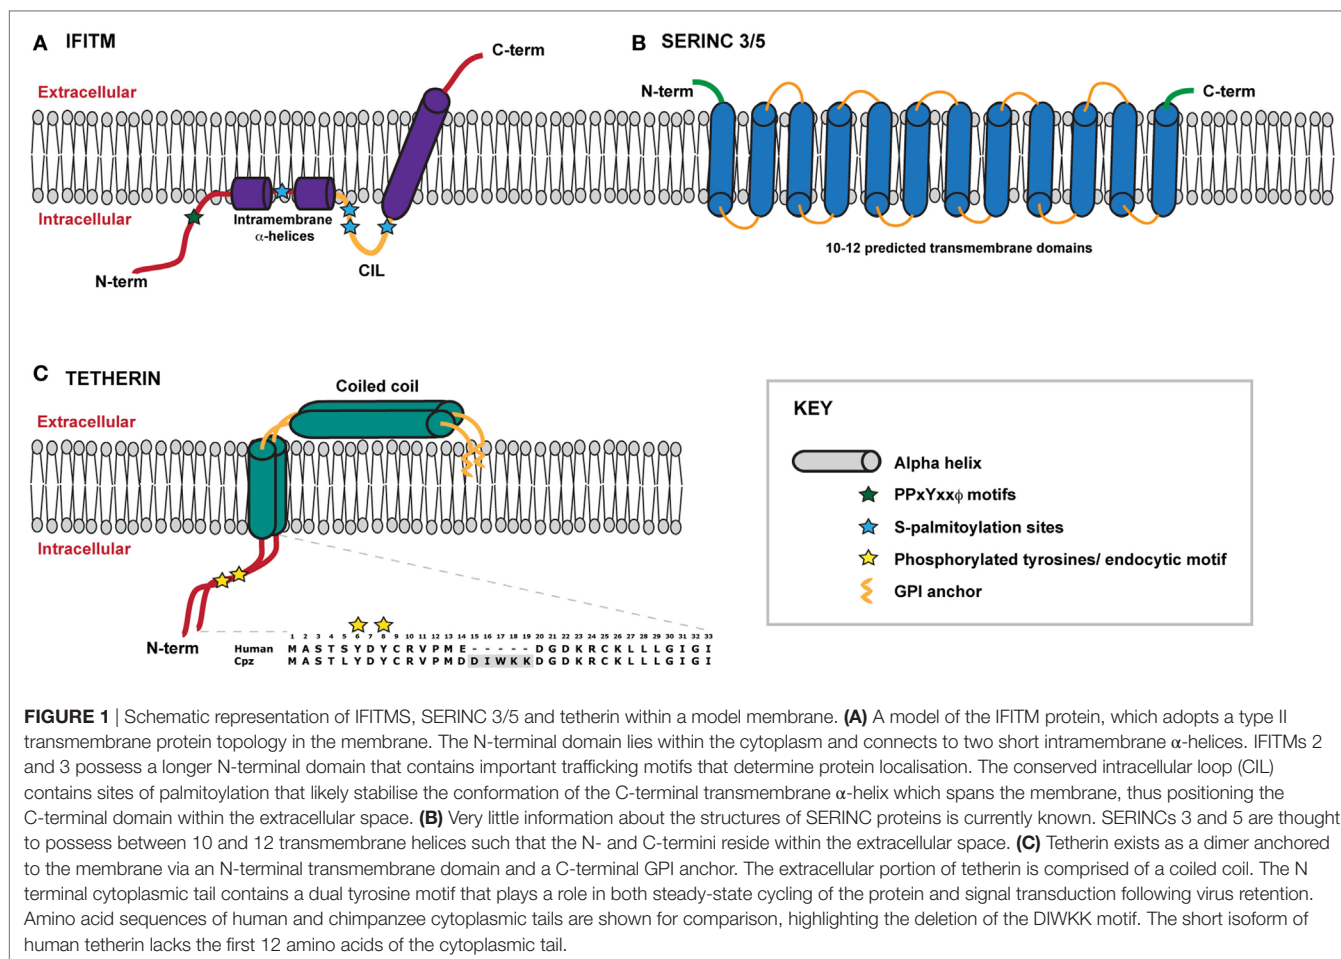 A IFITM
C-term
Extracellular
Intracellular
Intramembrane
α-helices
CIL
N-term
B SERINC 3/5
N-term
C-term
10-12 predicted transmembrane domains
C TETHERIN
Coiled coil
Extracellular
Intracellular
N-term
1 2 3 4 5 6 7 8 9 10 11 12 13 14 15 16 17 18 19 20 21 22 23 24 25 26 27 28 29 30 31 32 33
Human M A S T S Y D Y C R V P M E - - - - - D G D K R C K L L L G I G I
Cpz M A S T L Y D Y C R V P M D D I W K K D G D K R C K L L L G I G I
KEY
Alpha helix
PPxYxxϕ motifs
S-palmitoylation sites
Phosphorylated tyrosines/ endocytic motif
GPI anchor
FIGURE 1 | Schematic representation of IFITMS, SERINC 3/5 and tetherin within a model membrane. (A) A model of the IFITM protein, which adopts a type II
transmembrane protein topology in the membrane. The N-terminal domain lies within the cytoplasm and connects to two short intramembrane α-helices. IFITMs 2
and 3 possess a longer N-terminal domain that contains important trafficking motifs that determine protein localisation. The conserved intracellular loop (CIL)
contains sites of palmitoylation that likely stabilise the conformation of the C-terminal transmembrane α-helix which spans the membrane, thus positioning the
C-terminal domain within the extracellular space. (B) Very little information about the structures of SERINC proteins is currently known. SERINCs 3 and 5 are thought
to possess between 10 and 12 transmembrane helices such that the N- and C-termini reside within the extracellular space. (C) Tetherin exists as a dimer anchored
to the membrane via an N-terminal transmembrane domain and a C-terminal GPI anchor. The extracellular portion of tetherin is comprised of a coiled coil. The N
terminal cytoplasmic tail contains a dual tyrosine motif that plays a role in both steady-state cycling of the protein and signal transduction following virus retention.
Amino acid sequences of human and chimpanzee cytoplasmic tails are shown for comparison, highlighting the deletion of the DIWKK motif. The short isoform of
human tetherin lacks the first 12 amino acids of the cytoplasmic tail.